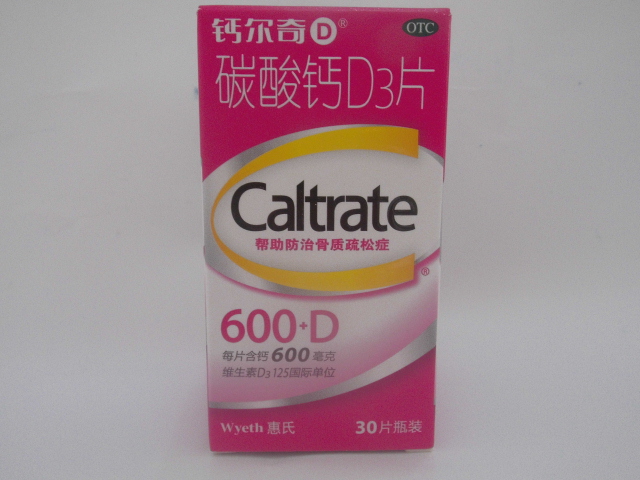 钙尔奇D®
OTC
碳酸钙D3片
Caltrate
帮助防治骨质疏松症
®
600+D
每片含钙600毫克
维生素D3 125国际单位
Wyeth 惠氏
30片瓶装